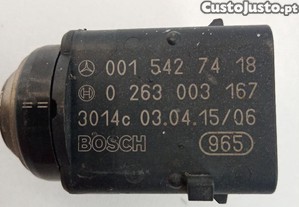 CustoJusto.pt
001 542 74 18
0 263 003 167
3014c 03.04.15/06
BOSCH 965